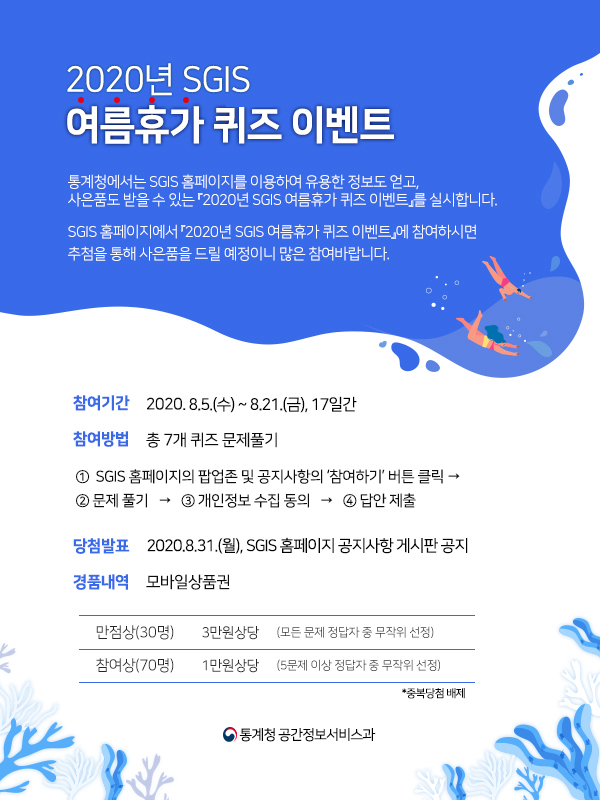 2020년 SGIS
여름휴가 퀴즈 이벤트
통계청에서는 SGIS 홈페이지를 이용하여 유용한 정보도 얻고,
사은품도 받을 수 있는 『2020년 SGIS 여름휴가 퀴즈 이벤트』를 실시합니다.
SGIS 홈페이지에서 『2020년 SGIS 여름휴가 퀴즈 이벤트』에 참여하시면
추첨을 통해 사은품을 드릴 예정이니 많은 참여바랍니다.
참여기간 2020. 8.5.(수) ~ 8.21.(금), 17일간
참여방법 총 7개 퀴즈 문제풀기
① SGIS 홈페이지의 팝업존 및 공지사항의 '참여하기' 버튼 클릭 →
② 문제 풀기 → ③ 개인정보 수집 동의 → ④ 답안 제출
당첨발표 2020.8.31.(월), SGIS 홈페이지 공지사항 게시판 공지
경품내역 모바일상품권
만점상(30명) 3만원상당 (모든 문제 정답자 중 무작위 선정)
참여상(70명) 1만원상당 (5문제 이상 정답자 중 무작위 선정)
*중복당첨 배제
통계청 공간정보서비스과